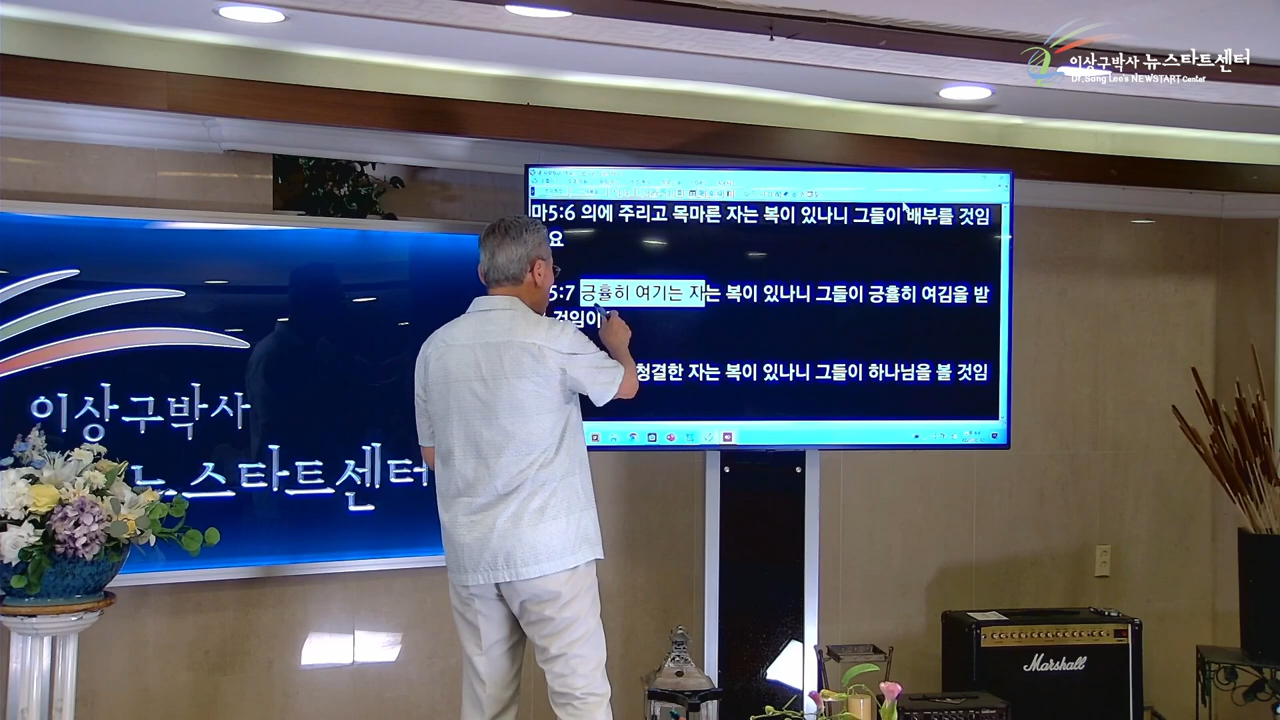 이상구박사 뉴스타트센터
Dr. Sang Lee's NEWSTART Center
마5:6 의에 주리고 목마른 자는 복이 있나니 그들이 배부를 것임
요
5:7 긍휼히 여기는 자는 복이 있나니 그들이 긍휼히 여김을 받
것임이
청결한 자는 복이 있나니 그들이 하나님을 볼 것임
이상구박사
뉴스타트센터
Marshall